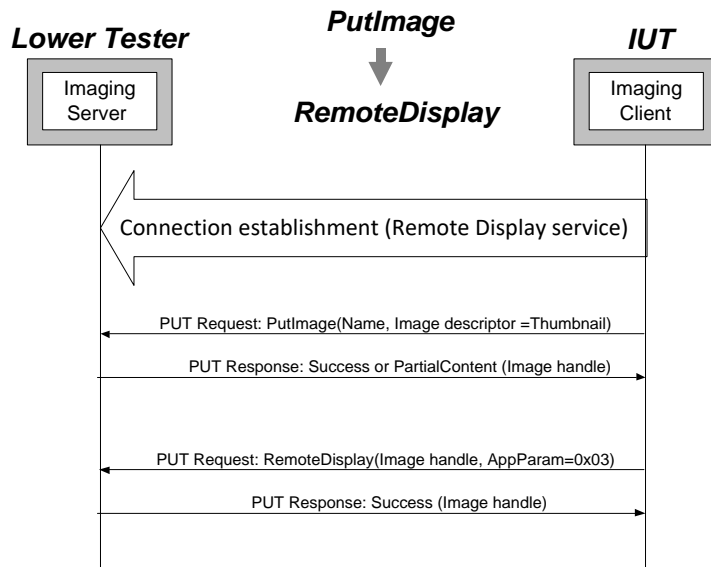 PutImage
Lower Tester
IUT
Imaging
Server
RemoteDisplay
Imaging
Client
Connection establishment (Remote Display service)
PUT Request: PutImage(Name, Image descriptor =Thumbnail)
PUT Response: Success or PartialContent (Image handle)
PUT Request: RemoteDisplay(Image handle, AppParam=0x03)
PUT Response: Success (Image handle)